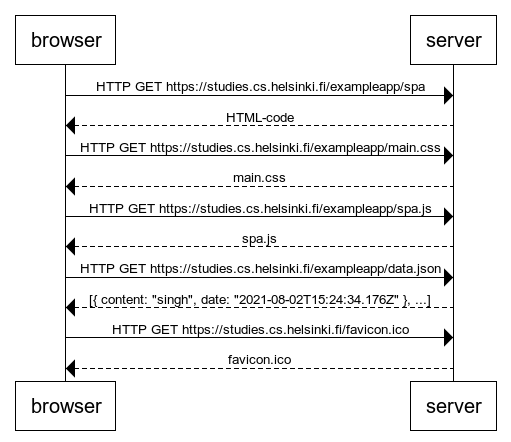 browser server
HTTP GET https://studies.cs.helsinki.fi/exampleapp/spa
HTML-code
HTTP GET https://studies.cs.helsinki.fi/exampleapp/main.css
main.css
HTTP GET https://studies.cs.helsinki.fi/exampleapp/spa.js
spa.js
HTTP GET https://studies.cs.helsinki.fi/exampleapp/data.json
[{ content: "singh", date: "2021-08-02T15:24:34.176Z" }, ...]
HTTP GET https://studies.cs.helsinki.fi/favicon.ico
favicon.ico
browser server